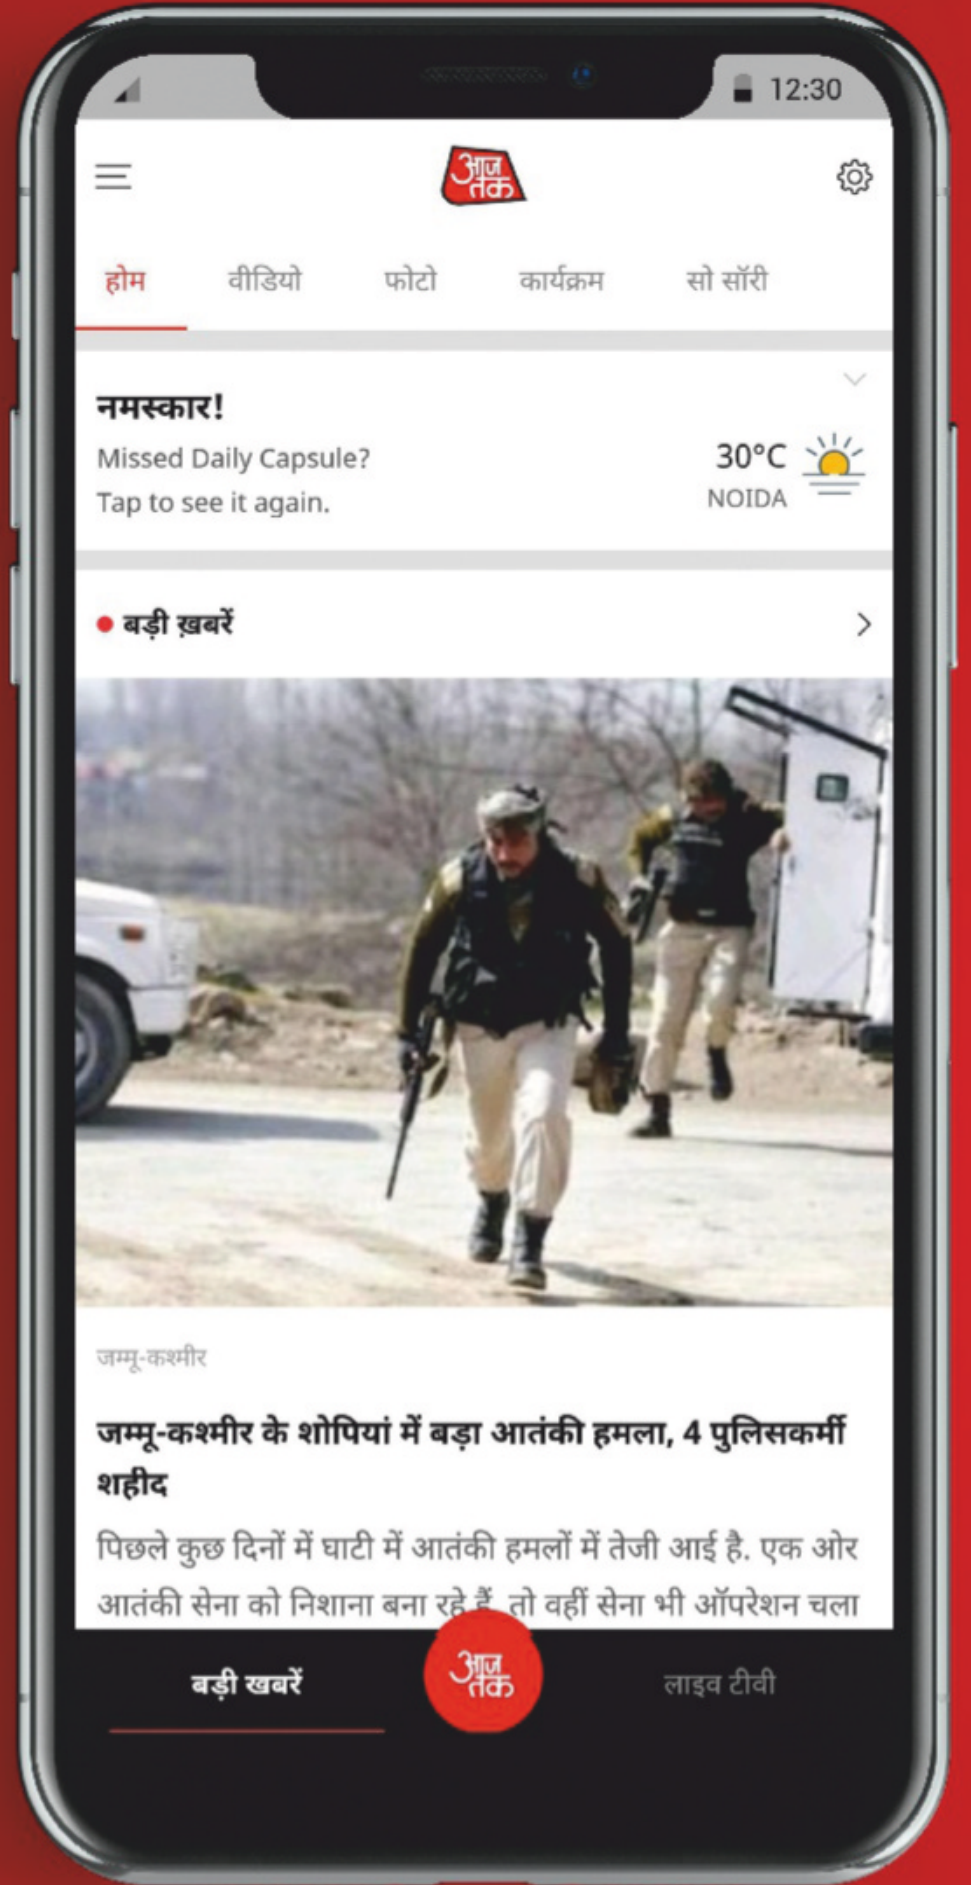 12:30
आज
तक
होम वीडियो फोटो कार्यक्रम सो सॉरी
नमस्कार!
Missed Daily Capsule?
Tap to see it again.
30°C
NOIDA
बड़ी ख़बरें
जम्मू-कश्मीर
जम्मू-कश्मीर के शोपियां में बड़ा आतंकी हमला, 4 पुलिसकर्मी
शहीद
पिछले कुछ दिनों में घाटी में आतंकी हमलों में तेजी आई है. एक ओर
आतंकी सेना को निशाना बना रहे हैं, तो वहीं सेना भी ऑपरेशन चला
बड़ी खबरें
आज
तक
लाइव टीवी